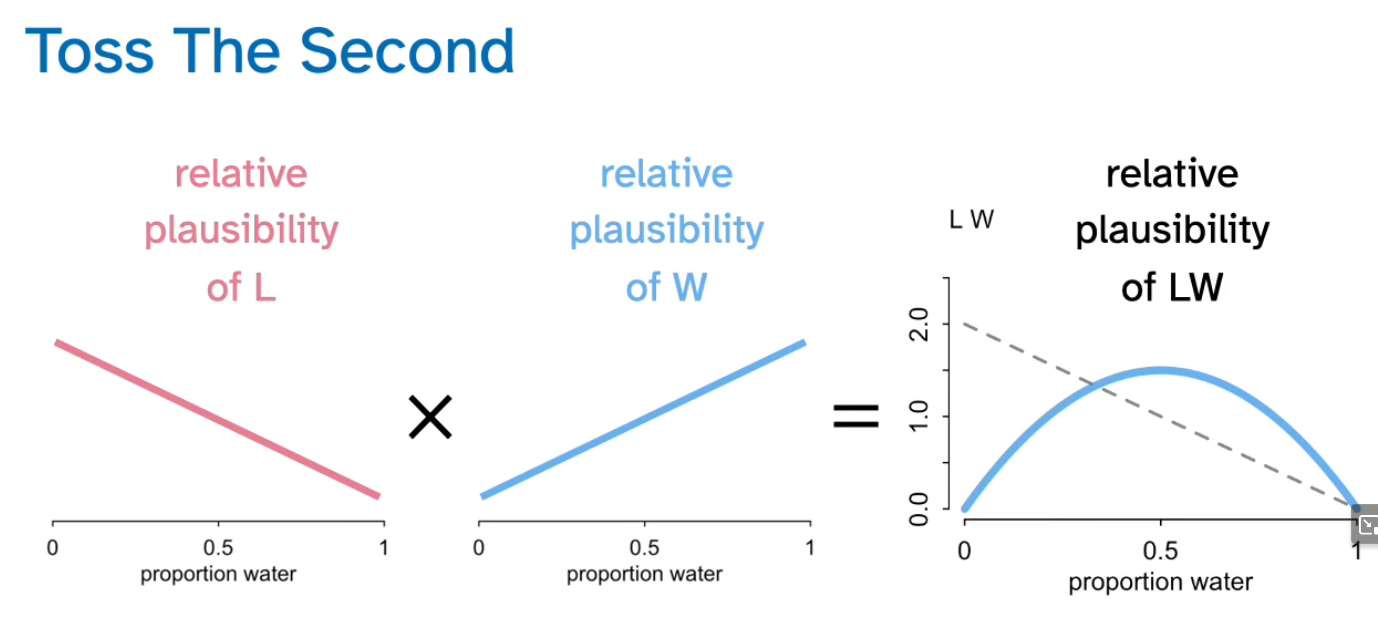 Toss The Second
relative
plausibility
of L
relative
plausibility
of W
L W
relative
plausibility
of LW
2.0
1.0
0.0
0 0.5 1
proportion water
0 0.5 1
proportion water
0 0.5 1
proportion water